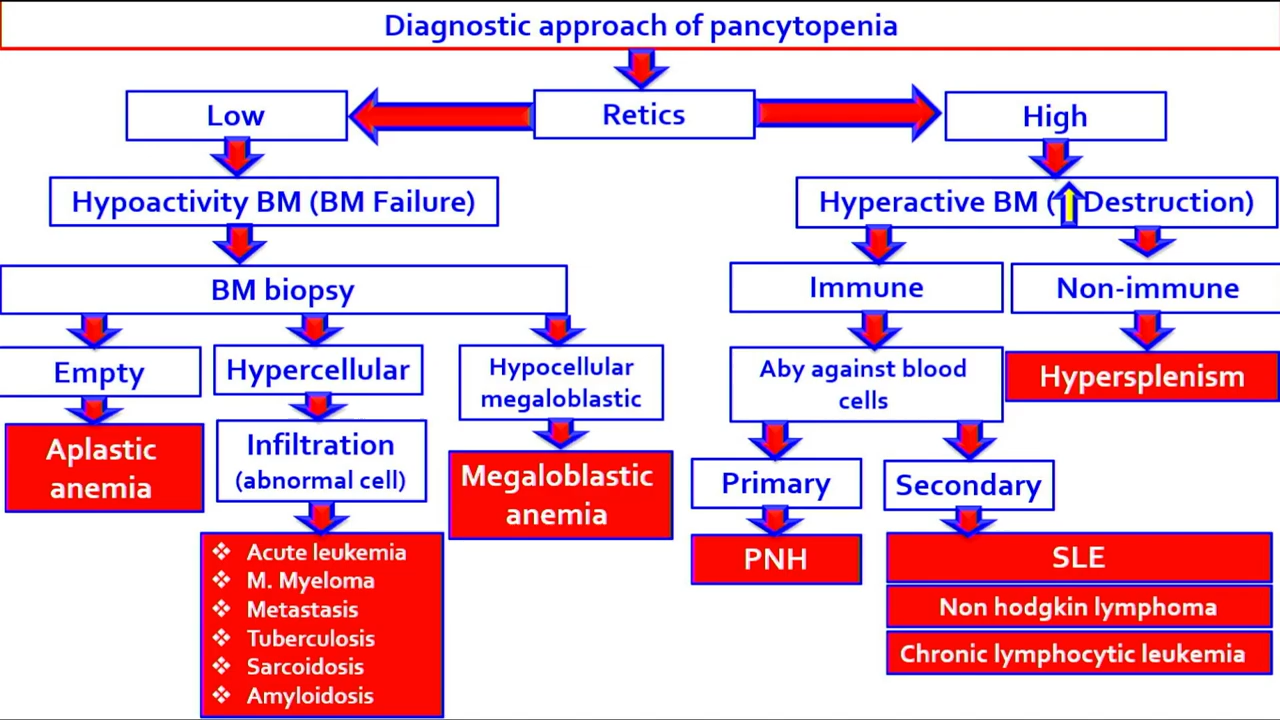 Diagnostic approach of pancytopenia
Low
Retics
High
Hypoactivity BM (BM Failure)
Hyperactive BM ( Destruction)
BM biopsy
Immune
Non-immune
Empty
Hypercellular
Hypocellular
megaloblastic
Aby against blood
cells
Hypersplenism
Aplastic
anemia
Infiltration
(abnormal cell)
Megaloblastic
anemia
Primary
Secondary
❖ Acute leukemia
❖ M. Myeloma
❖ Metastasis
❖ Tuberculosis
❖ Sarcoidosis
❖ Amyloidosis
PNH
SLE
Non hodgkin lymphoma
Chronic lymphocytic leukemia